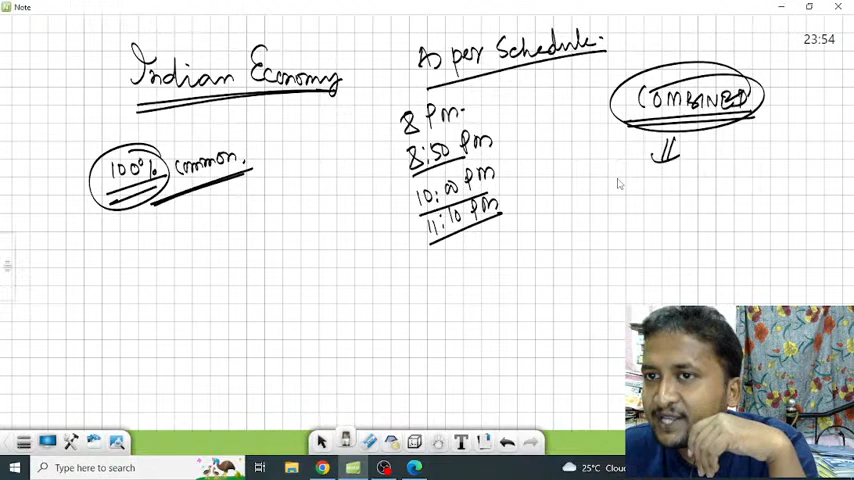 Note
23:54
Indian Economy
As per Schedule.
COMBINED
8 PM.
8:50 PM
10:00 PM
11:10 PM
100% common.
Type here to search
25°C Cloud